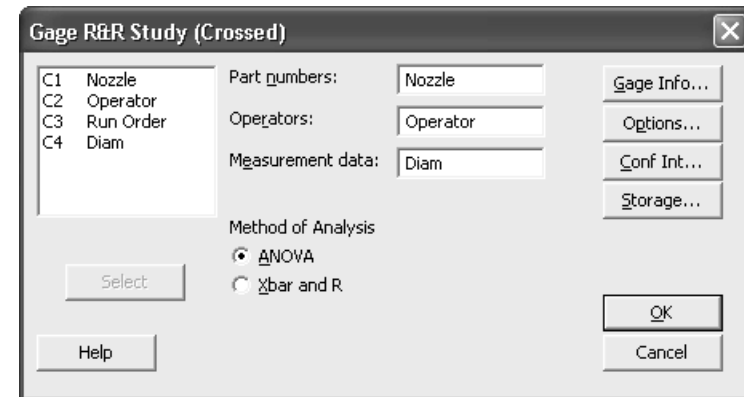 Gage R&R Study (Crossed)
C1 Nozzle
C2 Operator
C3 Run Order
C4 Diam
Part numbers: Nozzle
Operators: Operator
Measurement data: Diam
Method of Analysis
ANOVA
Xbar and R
Gage Info...
Options...
Conf Int...
Storage...
Select
OK
Help
Cancel